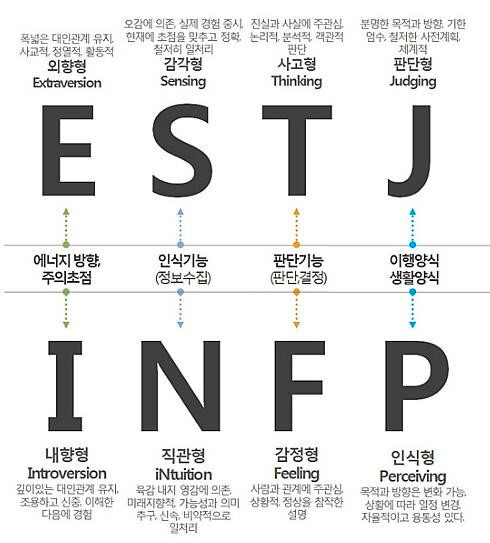 폭넓은 대인관계 유지,
사교적, 정열적, 활동적
외향형
Extraversion
오감에 의존, 실제 경험 중시,
현재에 초점을 맞추고 정확,
철저히 일처리
감각형
Sensing
진실과 사실에 주관심,
논리적, 분석적, 객관적
판단
사고형
Thinking
분명한 목적과 방향, 기한
엄수, 철저한 사전계획,
체계적
판단형
Judging
E S T J
에너지 방향,
주의초점
인식기능
(정보수집)
판단기능
(판단,결정)
이행양식
생활양식
I N F P
내향형
Introversion
깊이있는 대인관계 유지,
조용하고 신중, 이해한
다음에 경험
직관형
iNtuition
육감 내지 영감에 의존,
미래지향적, 가능성과 의미
추구, 신속, 비약적으로
일처리
감정형
Feeling
사람과 관계에 주관심,
상황적, 정상을 참작한
설명
인식형
Perceiving
목적과 방향은 변화 가능,
상황에 따라 일정 변경,
자율적이고 융통성 있다.